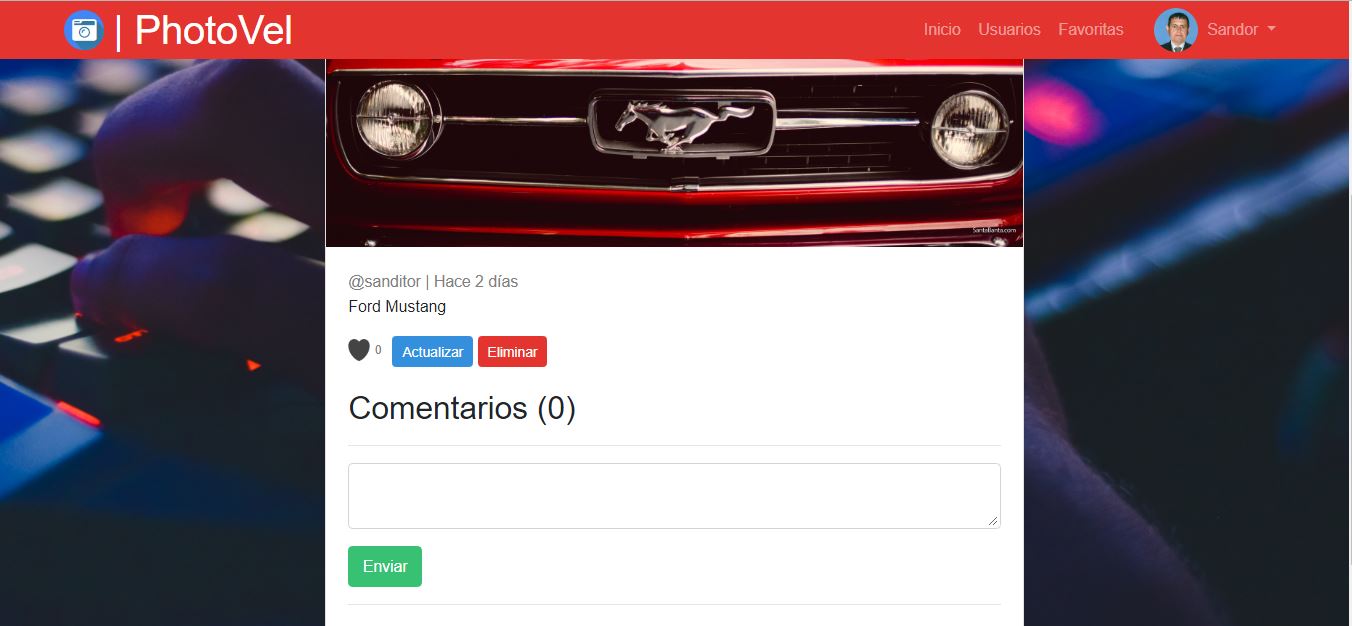 | PhotoVel
Inicio Usuarios Favoritas Sandor
SantaBanta.com
@sanditor | Hace 2 días
Ford Mustang
0 Actualizar Eliminar
Comentarios (0)
Enviar